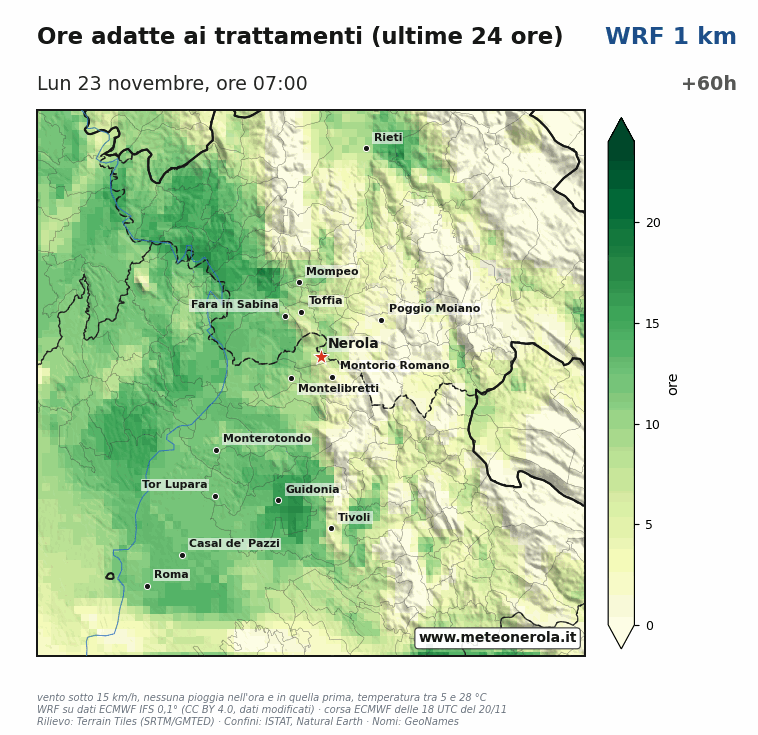 Ore adatte ai trattamenti (ultime 24 ore)
WRF 1 km
Lun 23 novembre, ore 07:00
+60h
Rieti
Mompeo
Fara in Sabina
Toffia
Poggio Moiano
Nerola
Montorio Romano
Montelibretti
Monterotondo
Tor Lupara
Guidonia
Tivoli
Casal de' Pazzi
Roma
www.meteonerola.it
20
15
10
5
0
ore
vento sotto 15 km/h, nessuna pioggia nell'ora e in quella prima, temperatura tra 5 e 28 °C
WRF su dati ECMWF IFS 0,1° (CC BY 4.0, dati modificati) · corsa ECMWF delle 18 UTC del 20/11
Rilievo: Terrain Tiles (SRTM/GMTED) · Confini: ISTAT, Natural Earth · Nomi: GeoNames